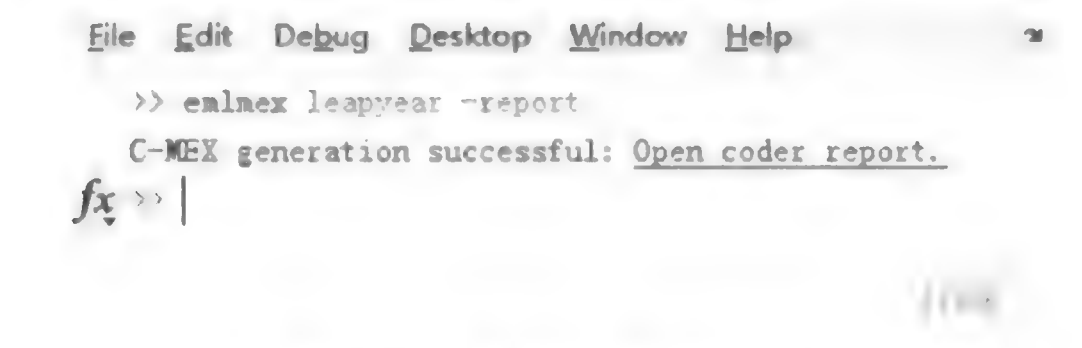 File Edit Debug Desktop Window Help
>> emlmex leapyear -report
C-MEX generation successful: Open coder report.
fx >>